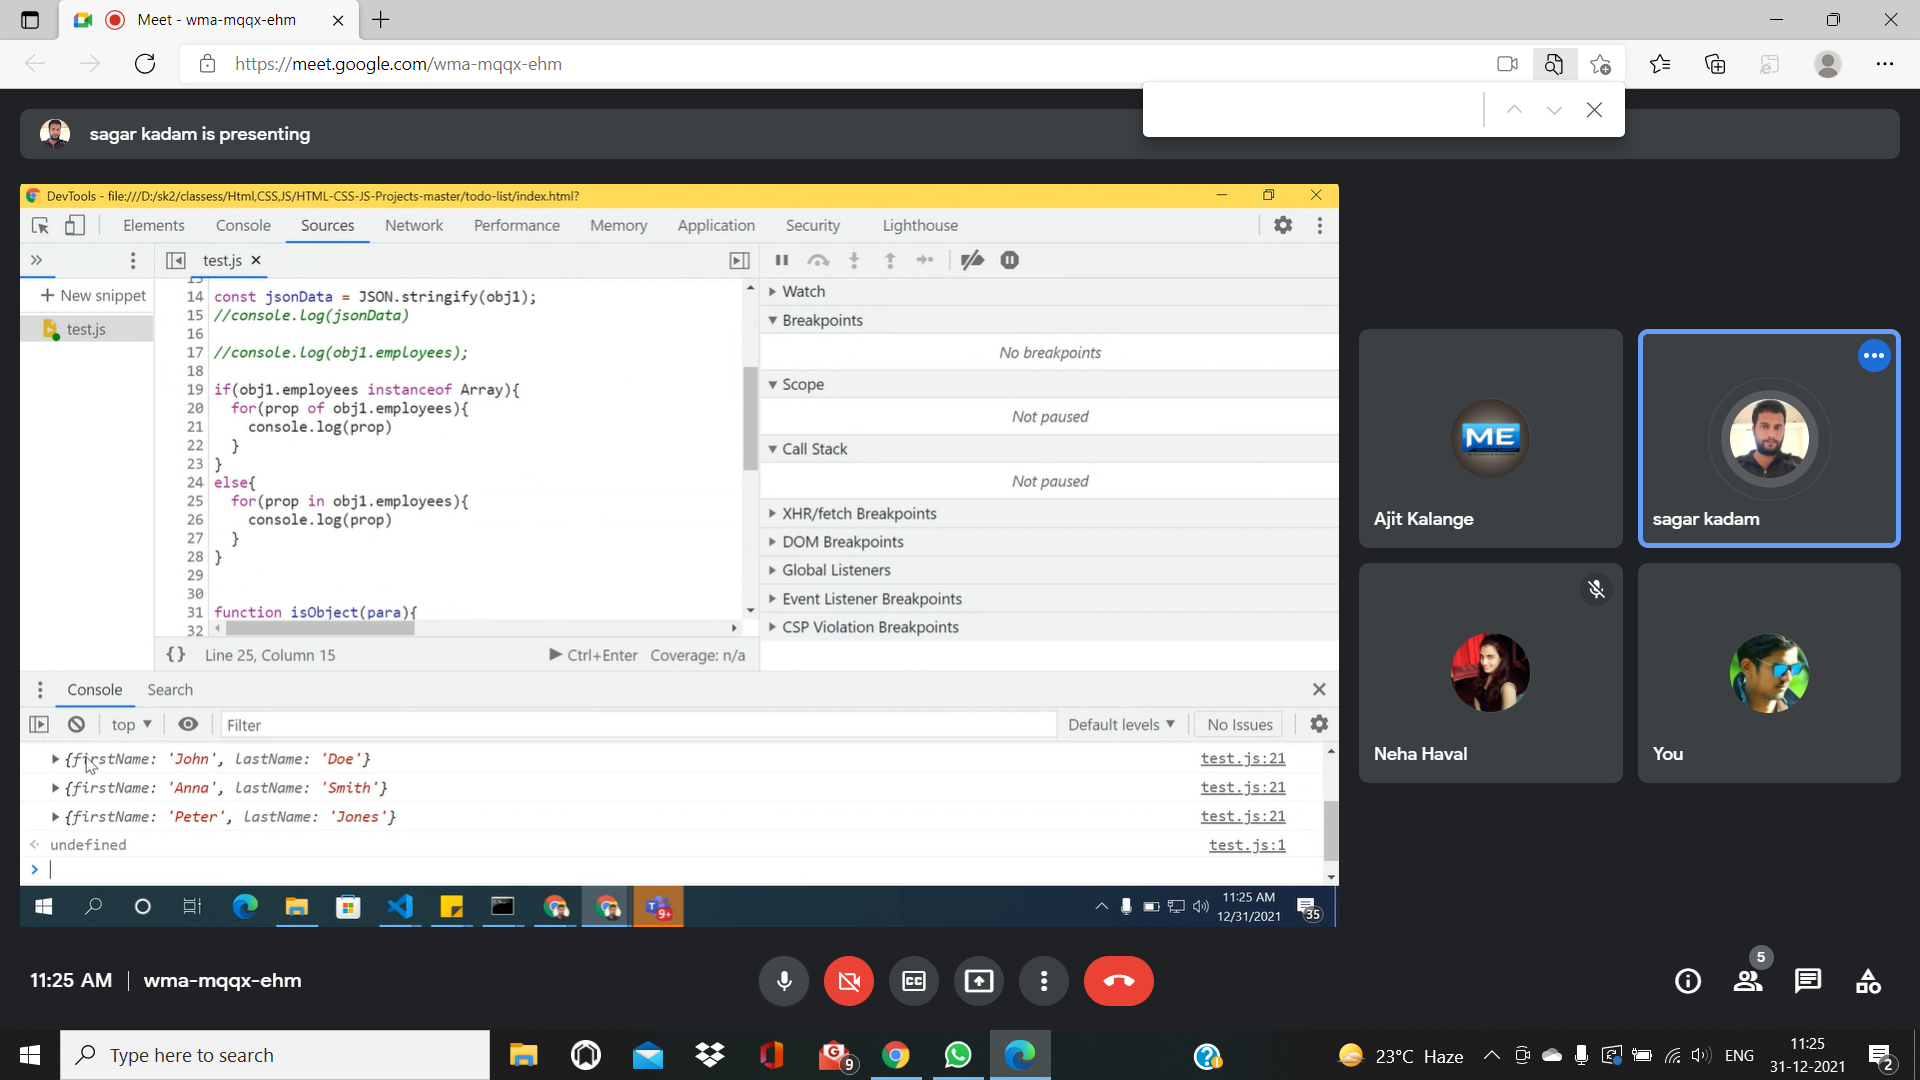 Meet - wma-mqqx-ehm
https://meet.google.com/wma-mqqx-ehm
sagar kadam is presenting
DevTools - file:///D:/sk2/classess/Html,CSS,JS/HTML-CSS-JS-Projects-master/todo-list/index.html?
Elements Console Sources Network Performance Memory Application Security Lighthouse
test.js
+ New snippet
test.js
13
14 const jsonData = JSON.stringify(obj1);
15 //console.log(jsonData)
16
17 //console.log(obj1.employees);
18
19 if(obj1.employees instanceof Array){
20 for(prop of obj1.employees){
21 console.log(prop)
22 }
23 }
24 else{
25 for(prop in obj1.employees){
26 console.log(prop)
27 }
28 }
29
30
31 function isObject(para){
32
{} Line 25, Column 15 Ctrl+Enter Coverage: n/a
Watch
Breakpoints
No breakpoints
Scope
Not paused
Call Stack
Not paused
XHR/fetch Breakpoints
DOM Breakpoints
Global Listeners
Event Listener Breakpoints
CSP Violation Breakpoints
Console Search
top Filter Default levels No Issues
{firstName: 'John', lastName: 'Doe'} test.js:21
{firstName: 'Anna', lastName: 'Smith'} test.js:21
{firstName: 'Peter', lastName: 'Jones'} test.js:21
undefined test.js:1
>
9+
11:25 AM
12/31/2021
35
ME
Ajit Kalange
sagar kadam
Neha Haval
You
11:25 AM | wma-mqqx-ehm
CC
5
Type here to search
9
23°C Haze
ENG
11:25
31-12-2021
2